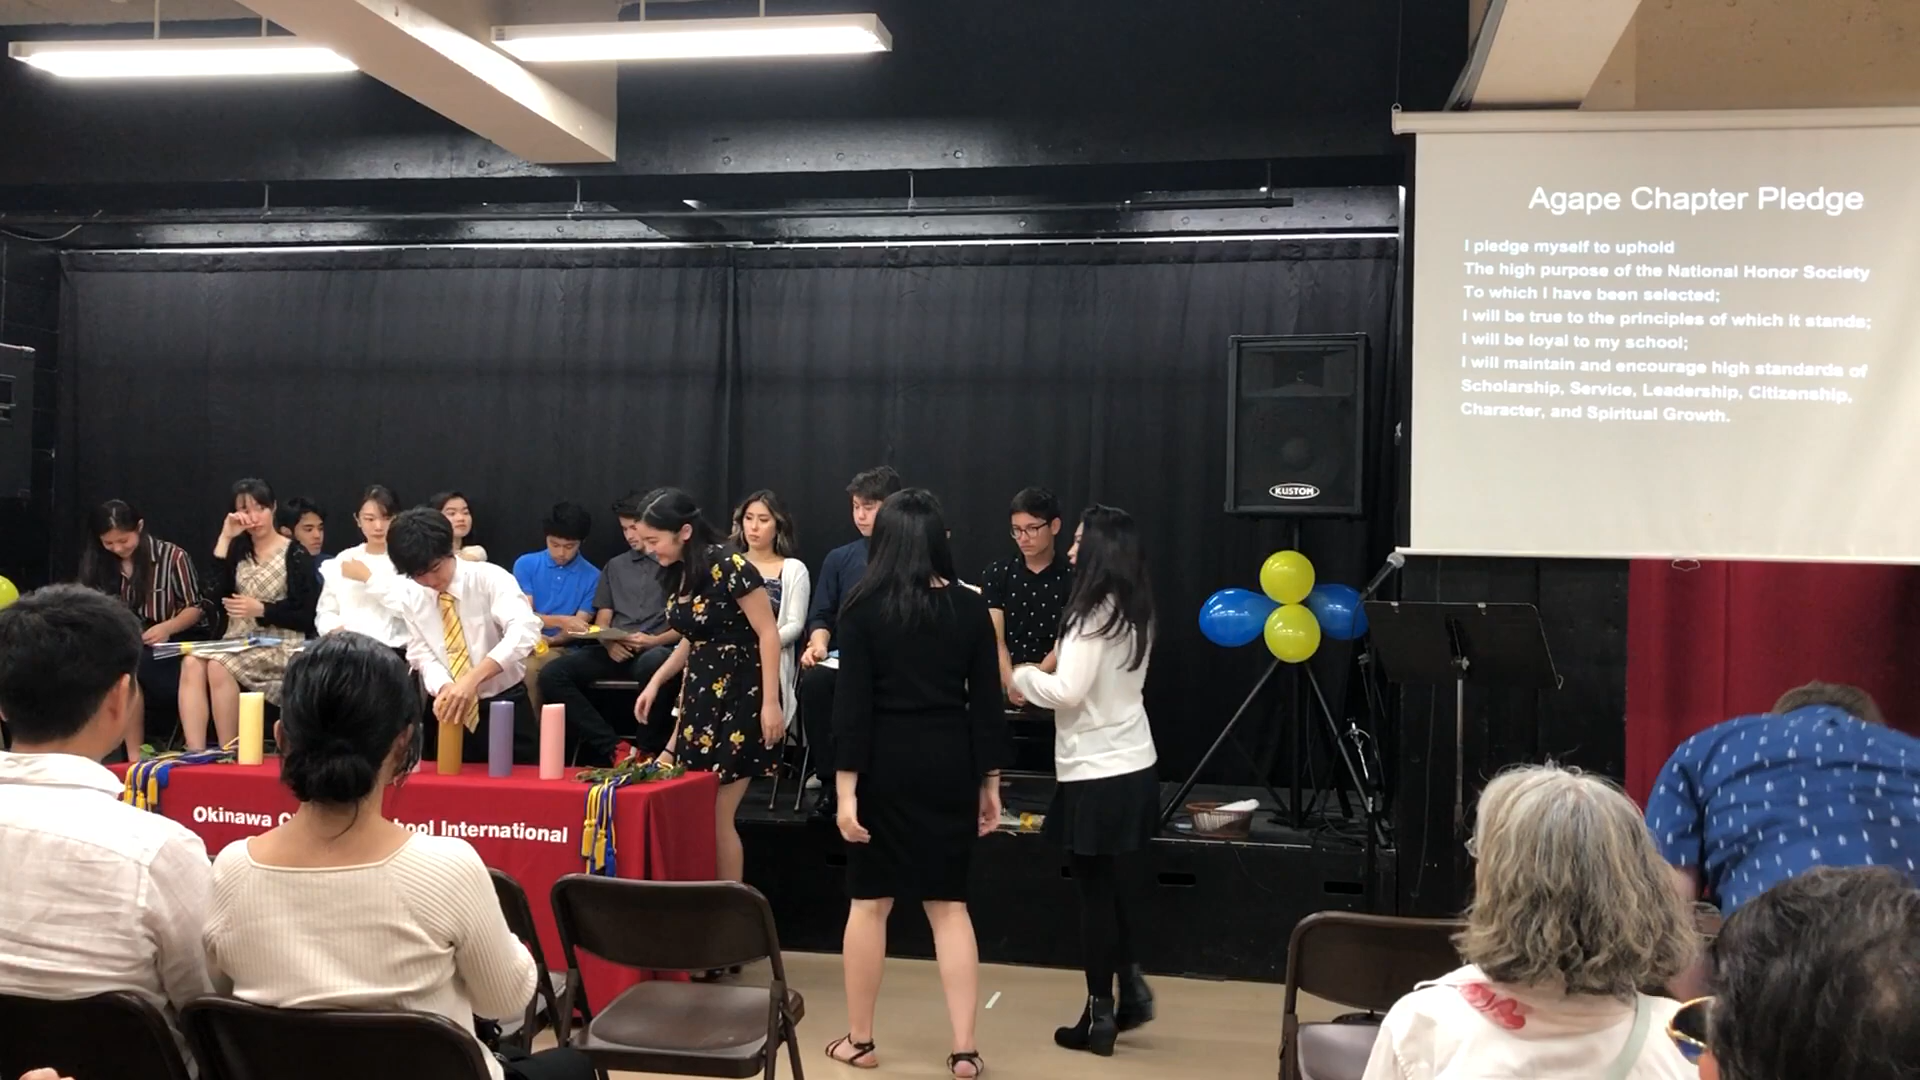 Agape Chapter Pledge
I pledge myself to uphold
The high purpose of the National Honor Society
To which I have been selected;
I will be true to the principles of which it stands;
I will be loyal to my school;
I will maintain and encourage high standards of
Scholarship, Service, Leadership, Citizenship,
Character, and Spiritual Growth.
KUSTOM
Okinawa International